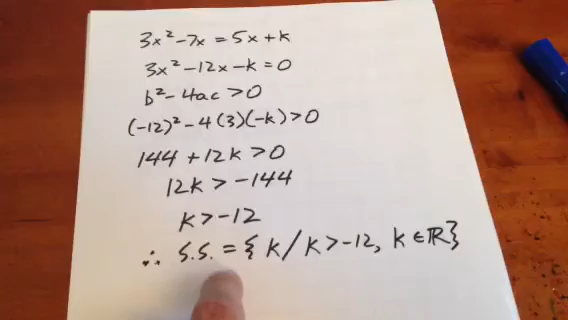 3x²-7x=5x+k
3x²-12x-k=0
b²-4ac>0
(-12)²-4(3)(-k)>0
144+12k>0
12k>-144
k>-12
∴ S.S. = { k/k>-12, k∈ℝ}